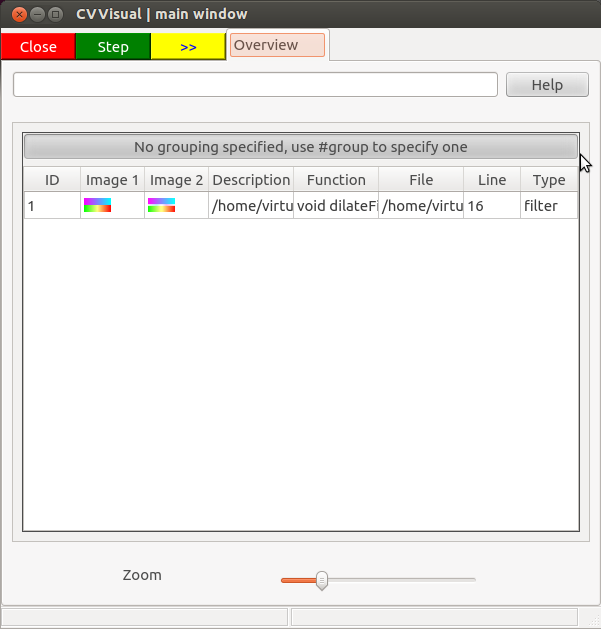 CVVisual | main window
Close Step >> Overview
Help
No grouping specified, use #group to specify one
ID Image 1 Image 2 Description Function File Line Type
1 /home/virtu void dilateFi /home/virtu 16 filter
Zoom